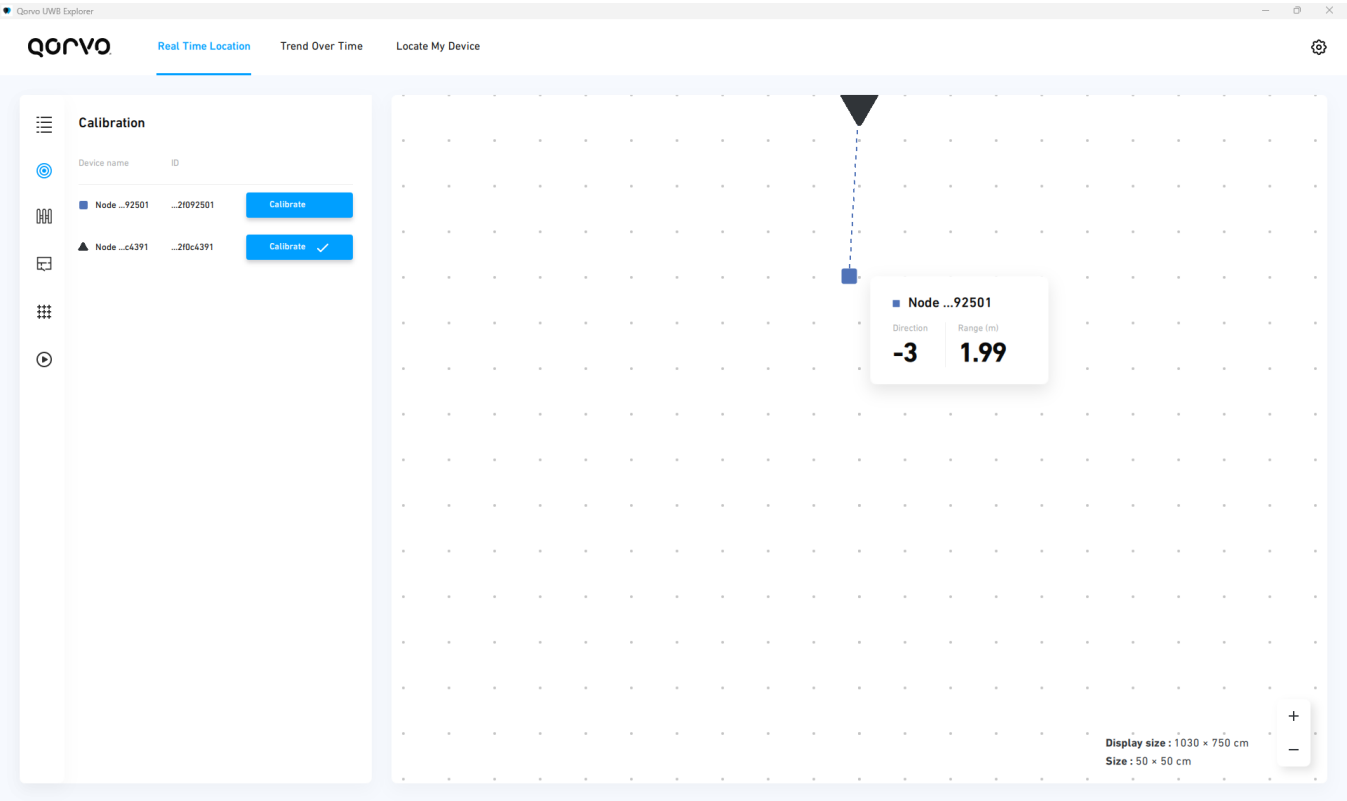 Qorvo UWB Explorer
QORVO
Real Time Location
Trend Over Time
Locate My Device
Calibration
Device name
ID
Node ...92501
...2f092501
Calibrate
Node ...c4391
...2f0c4391
Calibrate
Node ...92501
Direction
Range (m)
-3
1.99
Display size : 1030 × 750 cm
Size : 50 × 50 cm